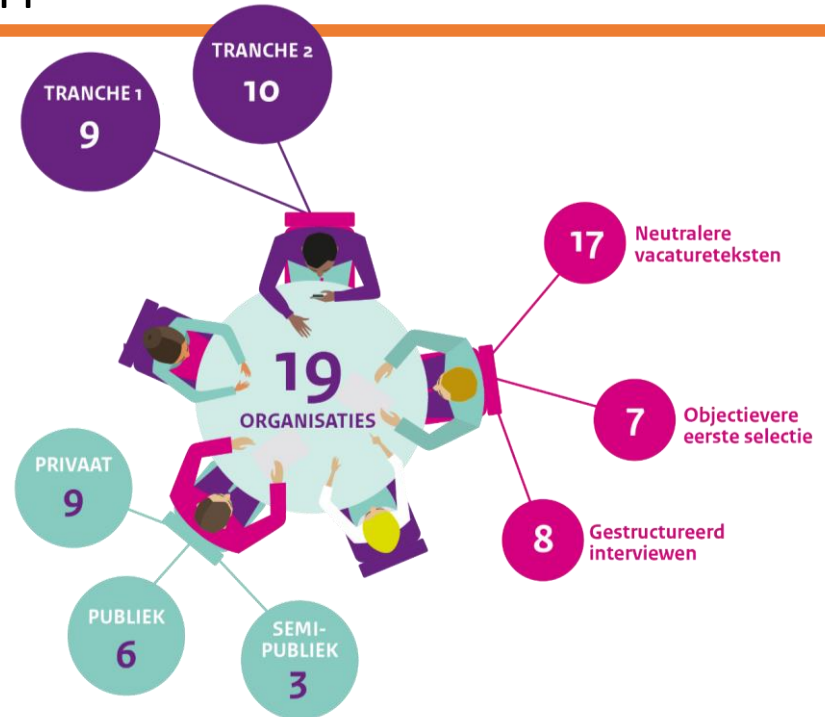 TRANCHE 1
9
TRANCHE 2
10
17
Neutralere
vacatureteksten
19
ORGANISATIES
7
Objectievere
eerste selectie
8
Gestructureerd
interviewen
PRIVAAT
9
PUBLIEK
6
SEMI-
PUBLIEK
3